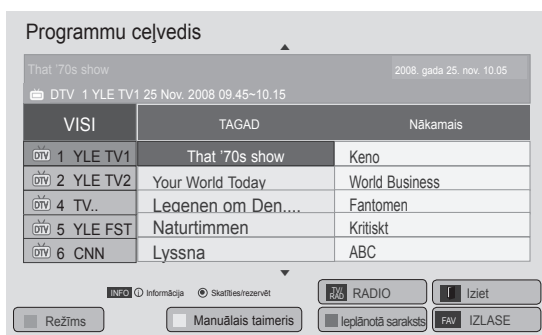 Programmu ceļvedis
That '70s show 2008. gada 25. nov. 10.05
DTV 1 YLE TV1 25 Nov. 2008 09.45~10.15
VISI TAGAD Nākamais
DTV 1 YLE TV1 That '70s show Keno
DTV 2 YLE TV2 Your World Today World Business
DTV 4 TV.. Legenen om Den.... Fantomen
DTV 5 YLE FST Naturtimmen Kritiskt
DTV 6 CNN Lyssna ABC
INFO ⓘ Informācija ◉ Skatīties/rezervēt TV/RAD RADIO Iziet
Režīms Manuālais taimeris Ieplānotā saraksts FAV IZLASE